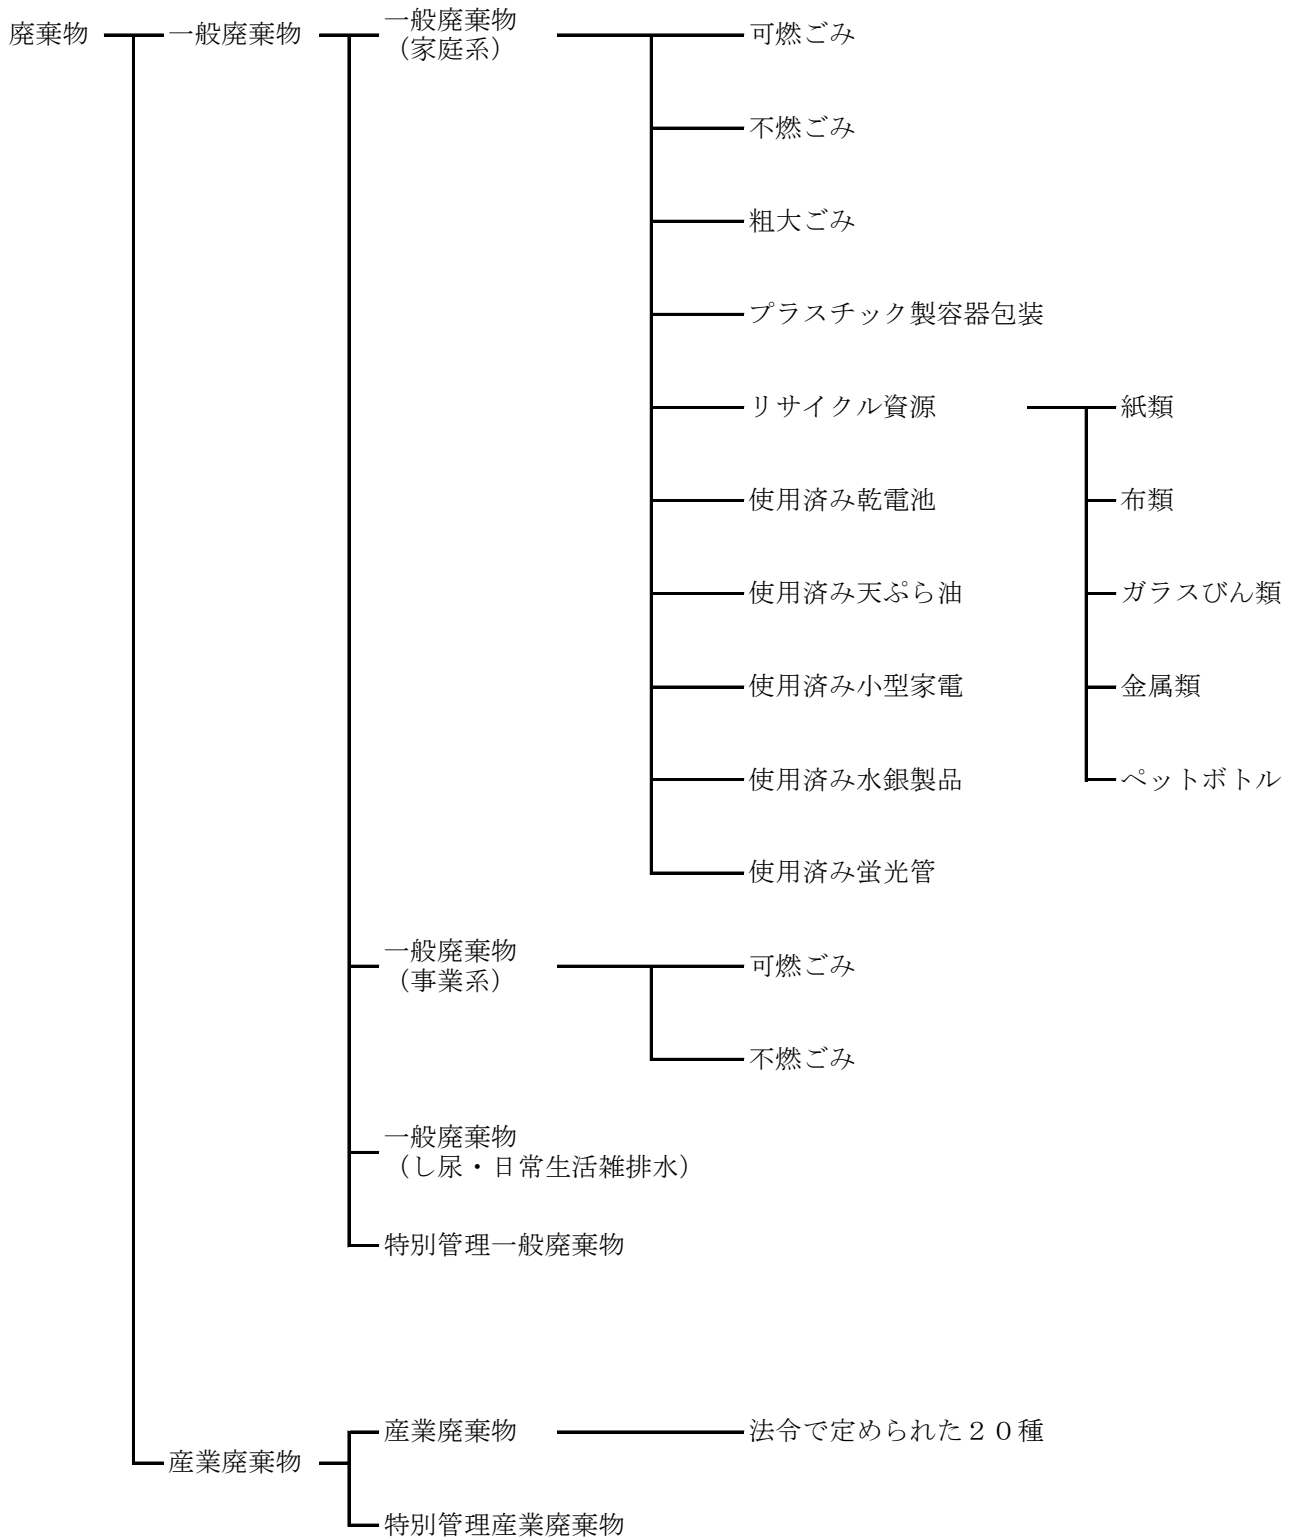 廃棄物
一般廃棄物
一般廃棄物
（家庭系）
可燃ごみ
不燃ごみ
粗大ごみ
プラスチック製容器包装
リサイクル資源
紙類
使用済み乾電池
布類
使用済み天ぷら油
ガラスびん類
使用済み小型家電
金属類
使用済み水銀製品
ペットボトル
使用済み蛍光管
一般廃棄物
（事業系）
可燃ごみ
不燃ごみ
一般廃棄物
（し尿・日常生活雑排水）
特別管理一般廃棄物
産業廃棄物
産業廃棄物
法令で定められた２０種
特別管理産業廃棄物